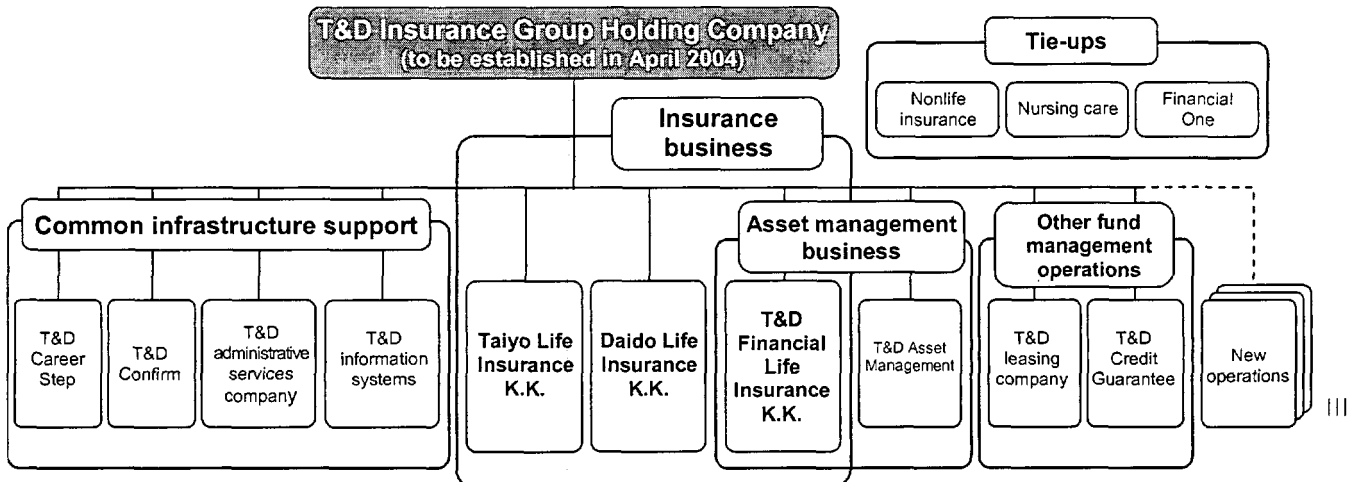 T&D Insurance Group Holding Company
(to be established in April 2004)
Tie-ups
Nonlife
insurance
Nursing care
Financial
One
Insurance
business
Common infrastructure support
Asset management
business
Other fund
management
operations
T&D
Career
Step
T&D
Confirm
T&D
administrative
services
company
T&D
information
systems
Taiyo Life
Insurance
K.K.
Daido Life
Insurance
K.K.
T&D
Financial
Life
Insurance
K.K.
T&D Asset
Management
T&D
leasing
company
T&D
Credit
Guarantee
New
operations